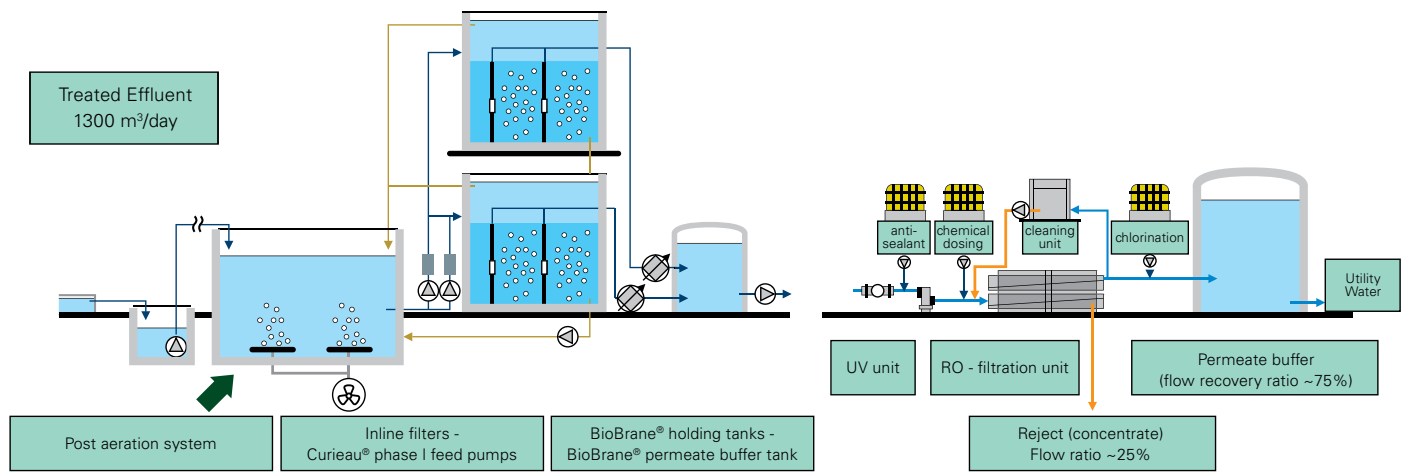 Treated Effluent
1300 m³/day
anti-
sealant
chemical
dosing
cleaning
unit
chlorination
Utility
Water
UV unit
RO - filtration unit
Permeate buffer
(flow recovery ratio ~75%)
Post aeration system
Inline filters -
Curieau® phase I feed pumps
BioBrane® holding tanks -
BioBrane® permeate buffer tank
Reject (concentrate)
Flow ratio ~25%